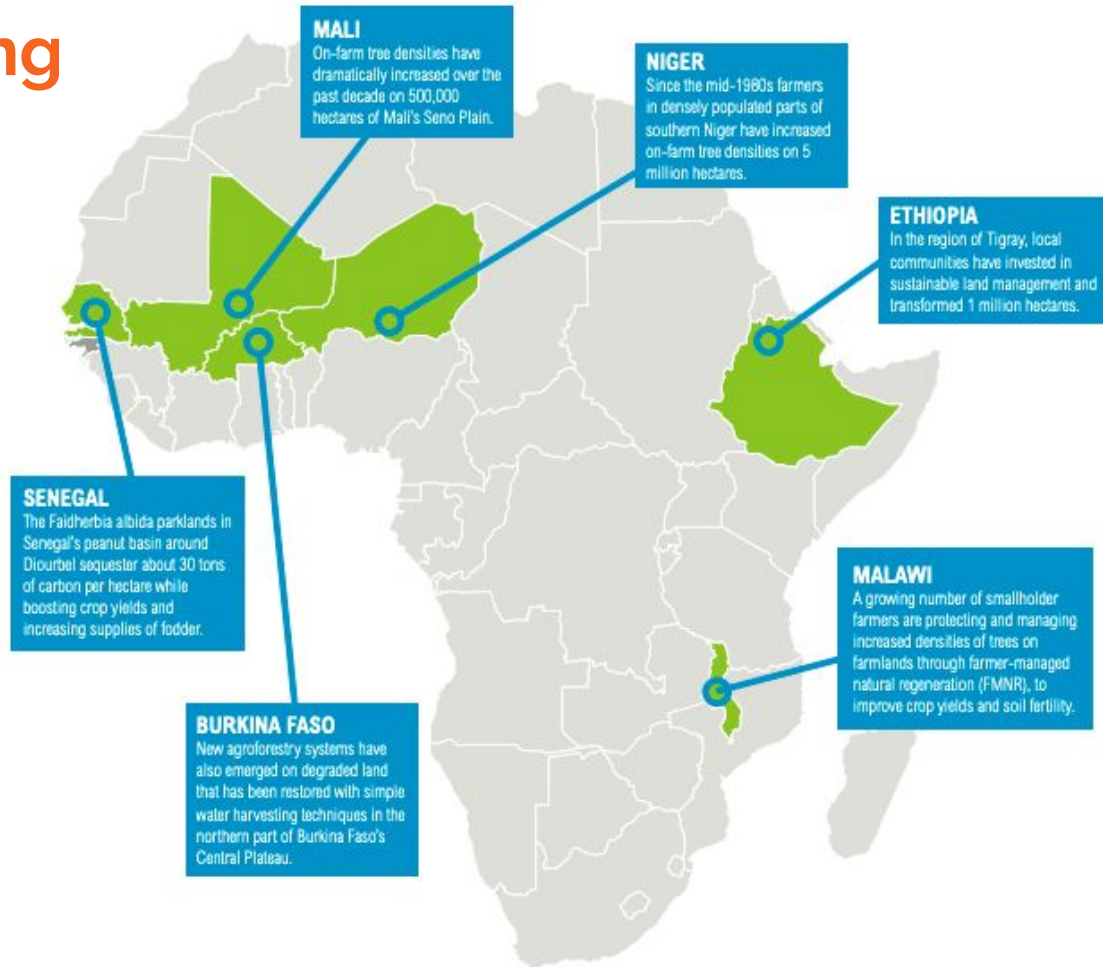 ng
MALI
On-farm tree densities have
dramatically increased over the
past decade on 500,000
hectares of Mali's Seno Plain.
NIGER
Since the mid-1980s farmers
in densely populated parts of
southern Niger have increased
on-farm tree densities on 5
million hectares.
ETHIOPIA
In the region of Tigray, local
communities have invested in
sustainable land management and
transformed 1 million hectares.
SENEGAL
The Faidherbia albida parklands in
Senegal's peanut basin around
Diourbel sequester about 30 tons
of carbon per hectare while
boosting crop yields and
increasing supplies of fodder.
MALAWI
A growing number of smallholder
farmers are protecting and managing
increased densities of trees on
farmlands through farmer-managed
natural regeneration (FMNR), to
improve crop yields and soil fertility.
BURKINA FASO
New agroforestry systems have
also emerged on degraded land
that has been restored with simple
water harvesting techniques in the
northern part of Burkina Faso's
Central Plateau.